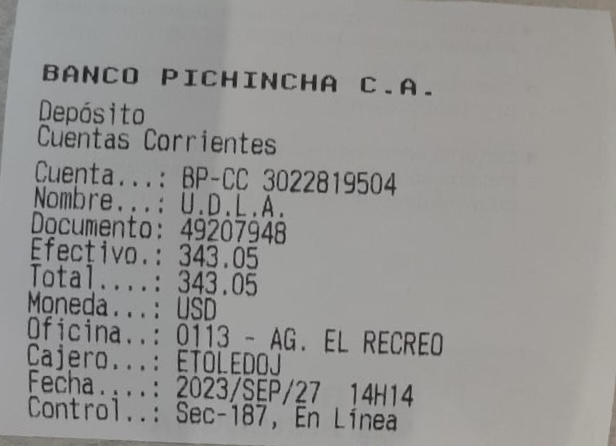 BANCO PICHINCHA C.A.
Depósito
Cuentas Corrientes
Cuenta...: BP-CC 3022819504
Nombre...: U.D.L.A.
Documento: 49207948
Efectivo.: 343.05
Total....: 343.05
Moneda...: USD
Oficina..: 0113 - AG. EL RECREO
Cajero...: ETOLEDOJ
Fecha....: 2023/SEP/27 14H14
Control..: Sec-187, En Línea